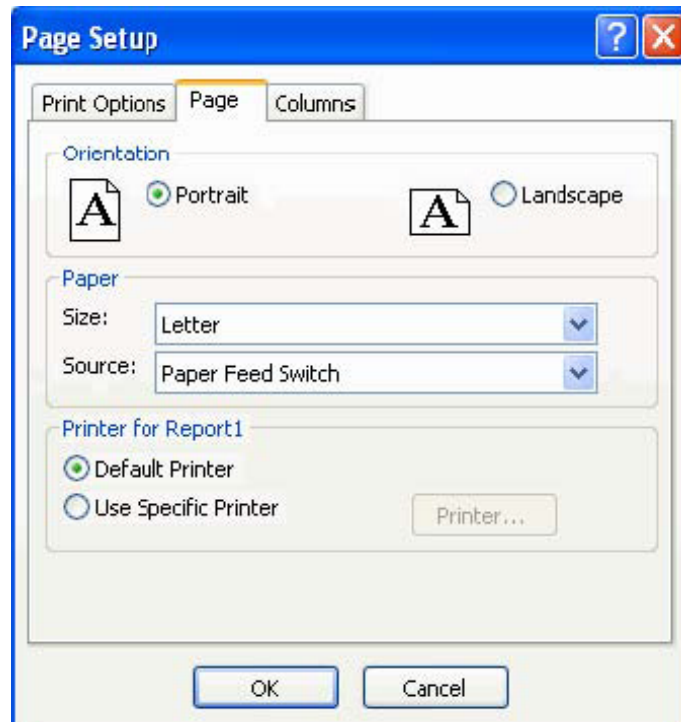 Page Setup
Print Options Page Columns
Orientation
A Portrait A Landscape
Paper
Size: Letter
Source: Paper Feed Switch
Printer for Report1
Default Printer
Use Specific Printer Printer...
OK Cancel